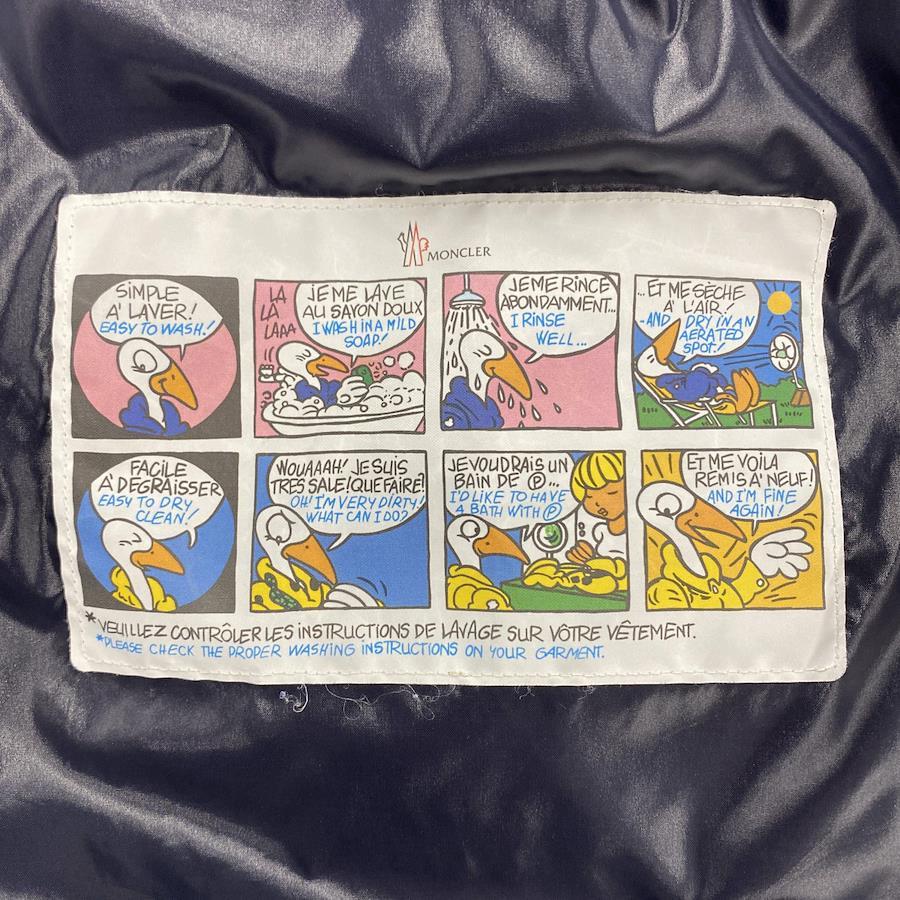 MONCLER
SIMPLE
A' LAVER!
EASY TO WASH!
LA
LA
LAAA
JE ME LAVE
AU SAVON DOUX
I WASH IN A MILD
SOAP!
JE ME RINCE
ABONDAMMENT...
I RINSE
WELL...
...ET ME SÈCHE
A' L'AIR!
AND I DRY IN AN
AERATED
SPOT!
FACILE
A' DEGRAISSER
EASY TO DRY
CLEAN!
WOUAAAH! JE SUIS
TRES SALE! QUE FAIRE?
OH! I'M VERY DIRTY!
WHAT CAN I DO?
JE VOUDRAIS UN
BAIN DE Ⓟ...
I'D LIKE TO HAVE
A BATH WITH Ⓟ
ET ME VOILA
REMIS A' NEUF!
AND I'M FINE
AGAIN!
*VEUILLEZ CONTRÔLER LES INSTRUCTIONS DE LAVAGE SUR VÔTRE VÊTEMENT.
*PLEASE CHECK THE PROPER WASHING INSTRUCTIONS ON YOUR GARMENT.